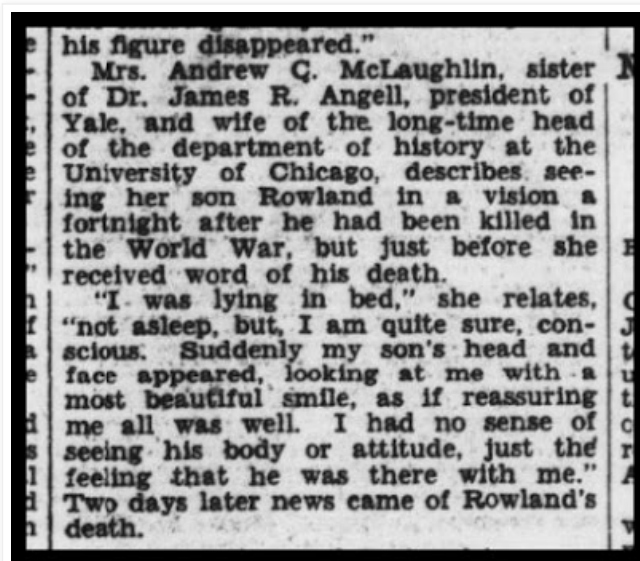 his figure disappeared."
Mrs. Andrew C. McLaughlin, sister
of Dr. James R. Angell, president of
Yale, and wife of the long-time head
of the department of history at the
University of Chicago, describes see-
ing her son Rowland in a vision a
fortnight after he had been killed in
the World War, but just before she
received word of his death.
"I was lying in bed," she relates,
"not asleep, but, I am quite sure, con-
scious. Suddenly my son's head and
face appeared, looking at me with a
most beautiful smile, as if reassuring
me all was well. I had no sense of
seeing his body or attitude, just the
feeling that he was there with me."
Two days later news came of Rowland's
death.